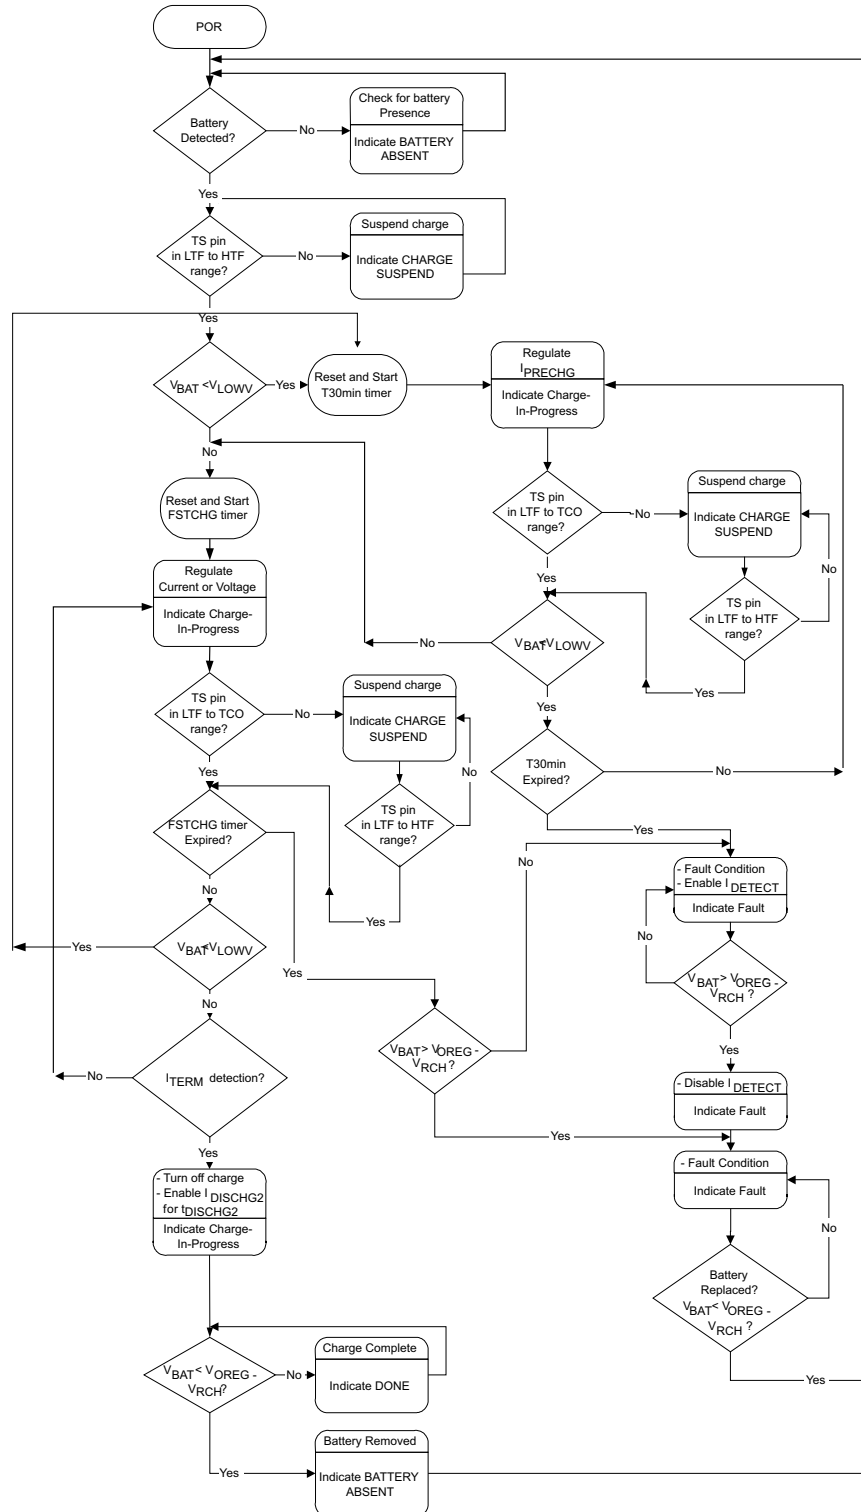 POR
Battery
Detected?
No
Check for battery
Presence
Indicate BATTERY
ABSENT
Yes
TS pin
in LTF to HTF
range?
No
Suspend charge
Indicate CHARGE
SUSPEND
Yes
VBAT <VLOWV
Yes
Reset and Start
T30min timer
Regulate
IPRECHG
Indicate Charge-
In-Progress
No
Reset and Start
FSTCHG timer
TS pin
in LTF to TCO
range?
No
Suspend charge
Indicate CHARGE
SUSPEND
No
TS pin
in LTF to HTF
range?
Yes
Yes
Regulate
Current or Voltage
Indicate Charge-
In-Progress
VBAT<VLOWV
No
Yes
TS pin
in LTF to TCO
range?
No
Suspend charge
Indicate CHARGE
SUSPEND
No
TS pin
in LTF to HTF
range?
Yes
Yes
T30min
Expired?
No
Yes
FSTCHG timer
Expired?
No
Yes
No
- Fault Condition
- Enable IDETECT
Indicate Fault
No
VBAT> VOREG -
VRCH ?
Yes
VBAT<VLOWV
Yes
No
VBAT> VOREG -
VRCH ?
Yes
- Disable IDETECT
Indicate Fault
ITERM detection?
No
Yes
- Fault Condition
Indicate Fault
No
Battery
Replaced?
VBAT< VOREG -
VRCH ?
Yes
- Turn off charge
- Enable IDISCHG2
for tDISCHG2
Indicate Charge-
In-Progress
VBAT< VOREG -
VRCH?
No
Charge Complete
Indicate DONE
Yes
Battery Removed
Indicate BATTERY
ABSENT